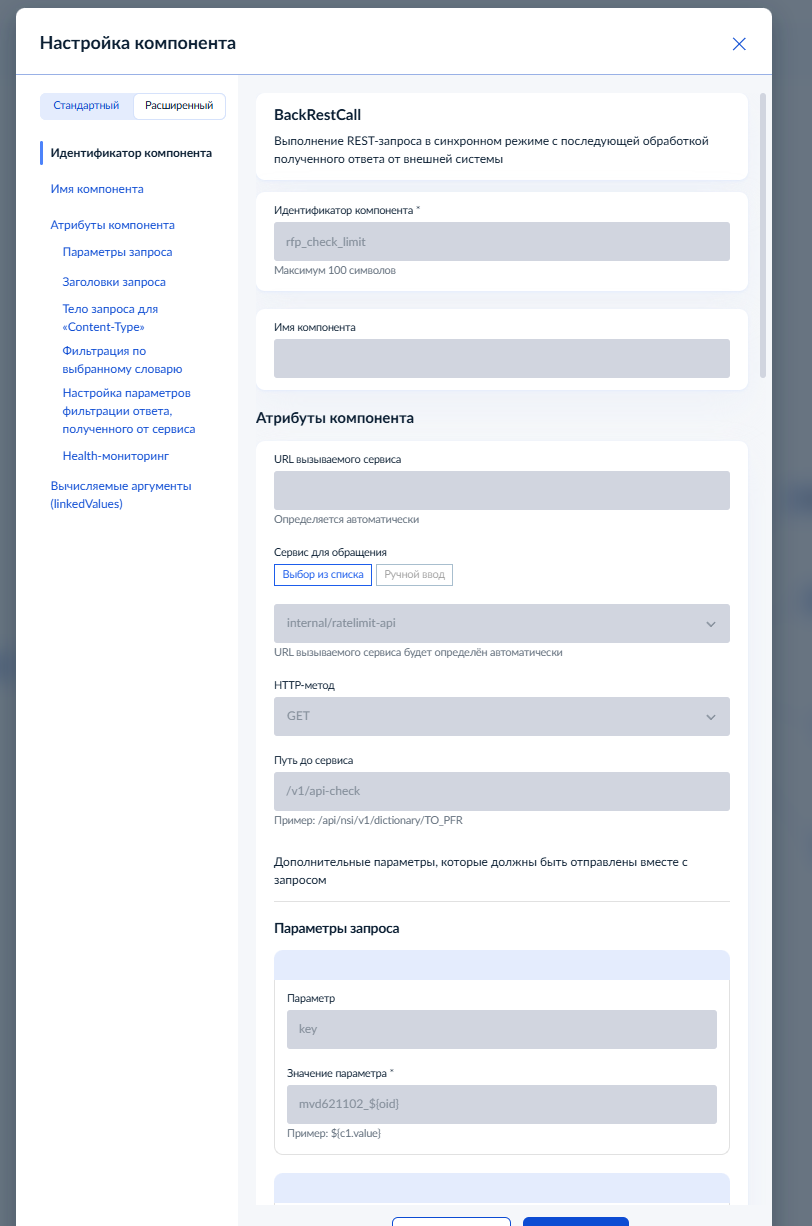 Настройка компонента
Стандартный
Расширенный
Идентификатор компонента
Имя компонента
Атрибуты компонента
Параметры запроса
Заголовки запроса
Тело запроса для
«Content-Type»
Фильтрация по
выбранному словарю
Настройка параметров
фильтрации ответа,
полученного от сервиса
Health-мониторинг
Вычисляемые аргументы
(linkedValues)
BackRestCall
Выполнение REST-запроса в синхронном режиме с последующей обработкой
полученного ответа от внешней системы
Идентификатор компонента *
rfp_check_limit
Максимум 100 символов
Имя компонента
Атрибуты компонента
URL вызываемого сервиса
Определяется автоматически
Сервис для обращения
Выбор из списка
Ручной ввод
internal/ratelimit-api
URL вызываемого сервиса будет определён автоматически
HTTP-метод
GET
Путь до сервиса
/v1/api-check
Пример: /api/nsi/v1/dictionary/TO_PFR
Дополнительные параметры, которые должны быть отправлены вместе с
запросом
Параметры запроса
Параметр
key
Значение параметра *
mvd621102_${oid}
Пример: ${c1.value}